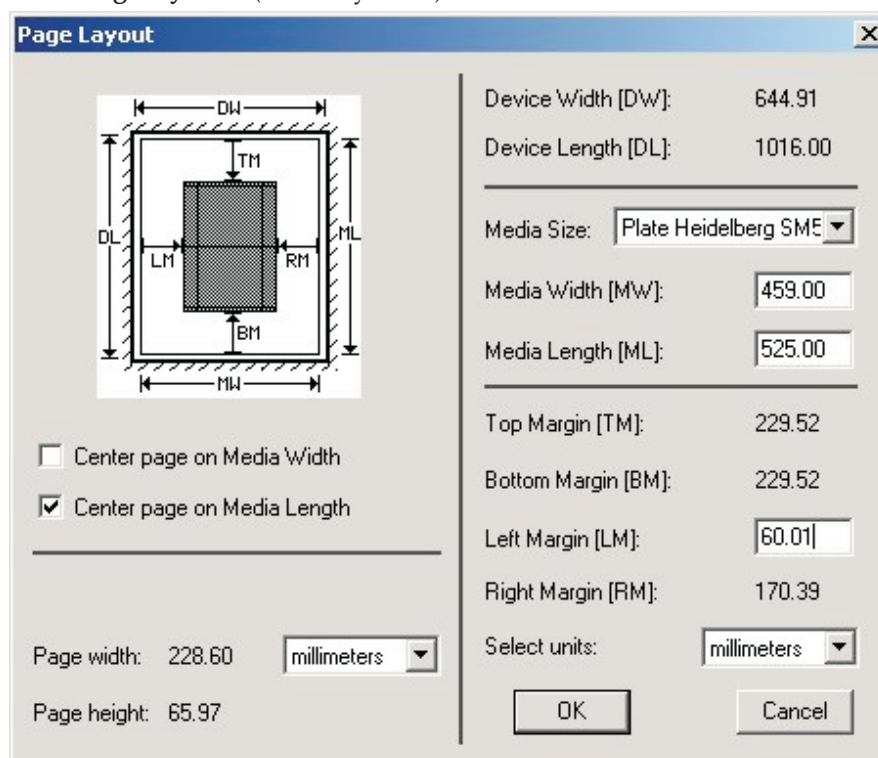 Page Layout
DW
TM
DL
ML
LM
RM
BM
MW
Center page on Media Width
Center page on Media Length
Page width: 228.60 millimeters
Page height: 65.97
Device Width [DW]: 644.91
Device Length [DL]: 1016.00
Media Size: Plate Heidelberg SM5
Media Width [MW]: 459.00
Media Length [ML]: 525.00
Top Margin [TM]: 229.52
Bottom Margin [BM]: 229.52
Left Margin [LM]: 60.01
Right Margin [RM]: 170.39
Select units: millimeters
OK Cancel